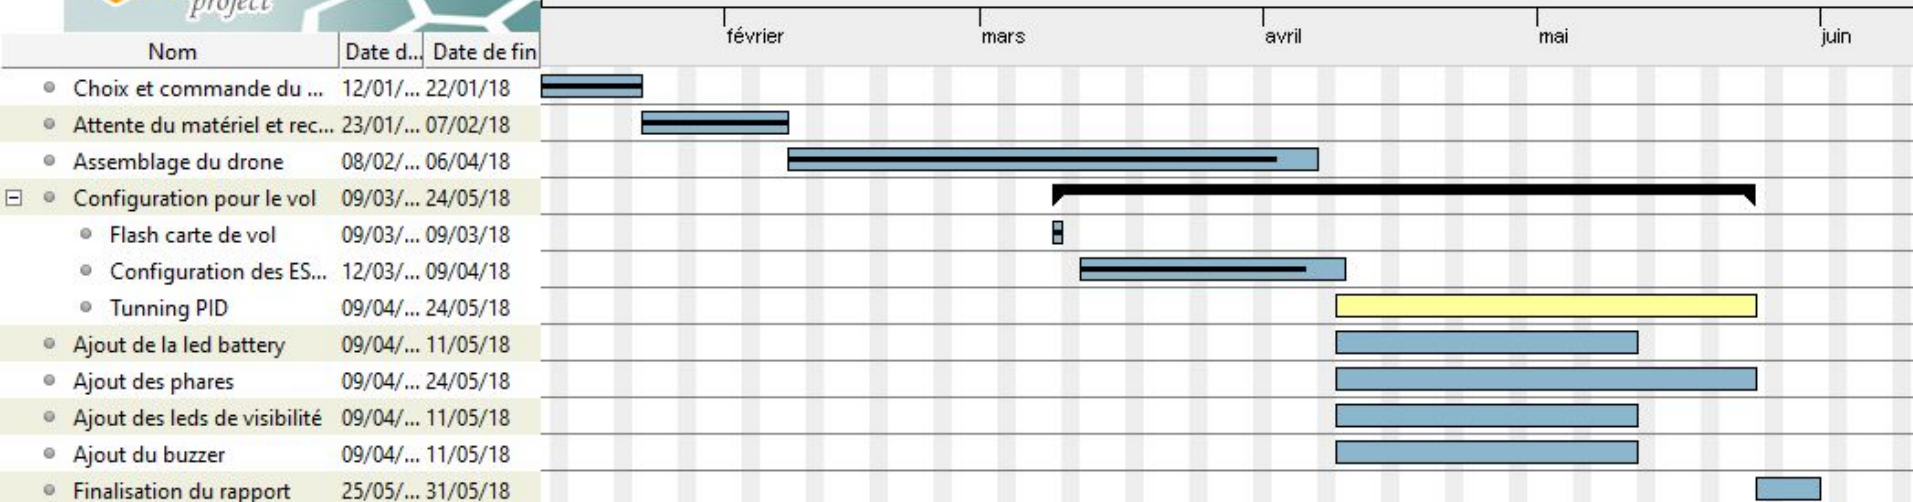 project
février mars avril mai juin
Nom Date d... Date de fin
Choix et commande du ... 12/01/... 22/01/18
Attente du matériel et rec... 23/01/... 07/02/18
Assemblage du drone 08/02/... 06/04/18
Configuration pour le vol 09/03/... 24/05/18
Flash carte de vol 09/03/... 09/03/18
Configuration des ES... 12/03/... 09/04/18
Tunning PID 09/04/... 24/05/18
Ajout de la led battery 09/04/... 11/05/18
Ajout des phares 09/04/... 24/05/18
Ajout des leds de visibilité 09/04/... 11/05/18
Ajout du buzzer 09/04/... 11/05/18
Finalisation du rapport 25/05/... 31/05/18